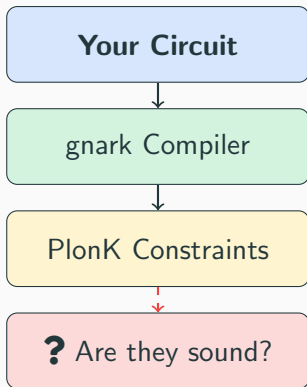 Your Circuit
gnark Compiler
PlonK Constraints
? Are they sound?